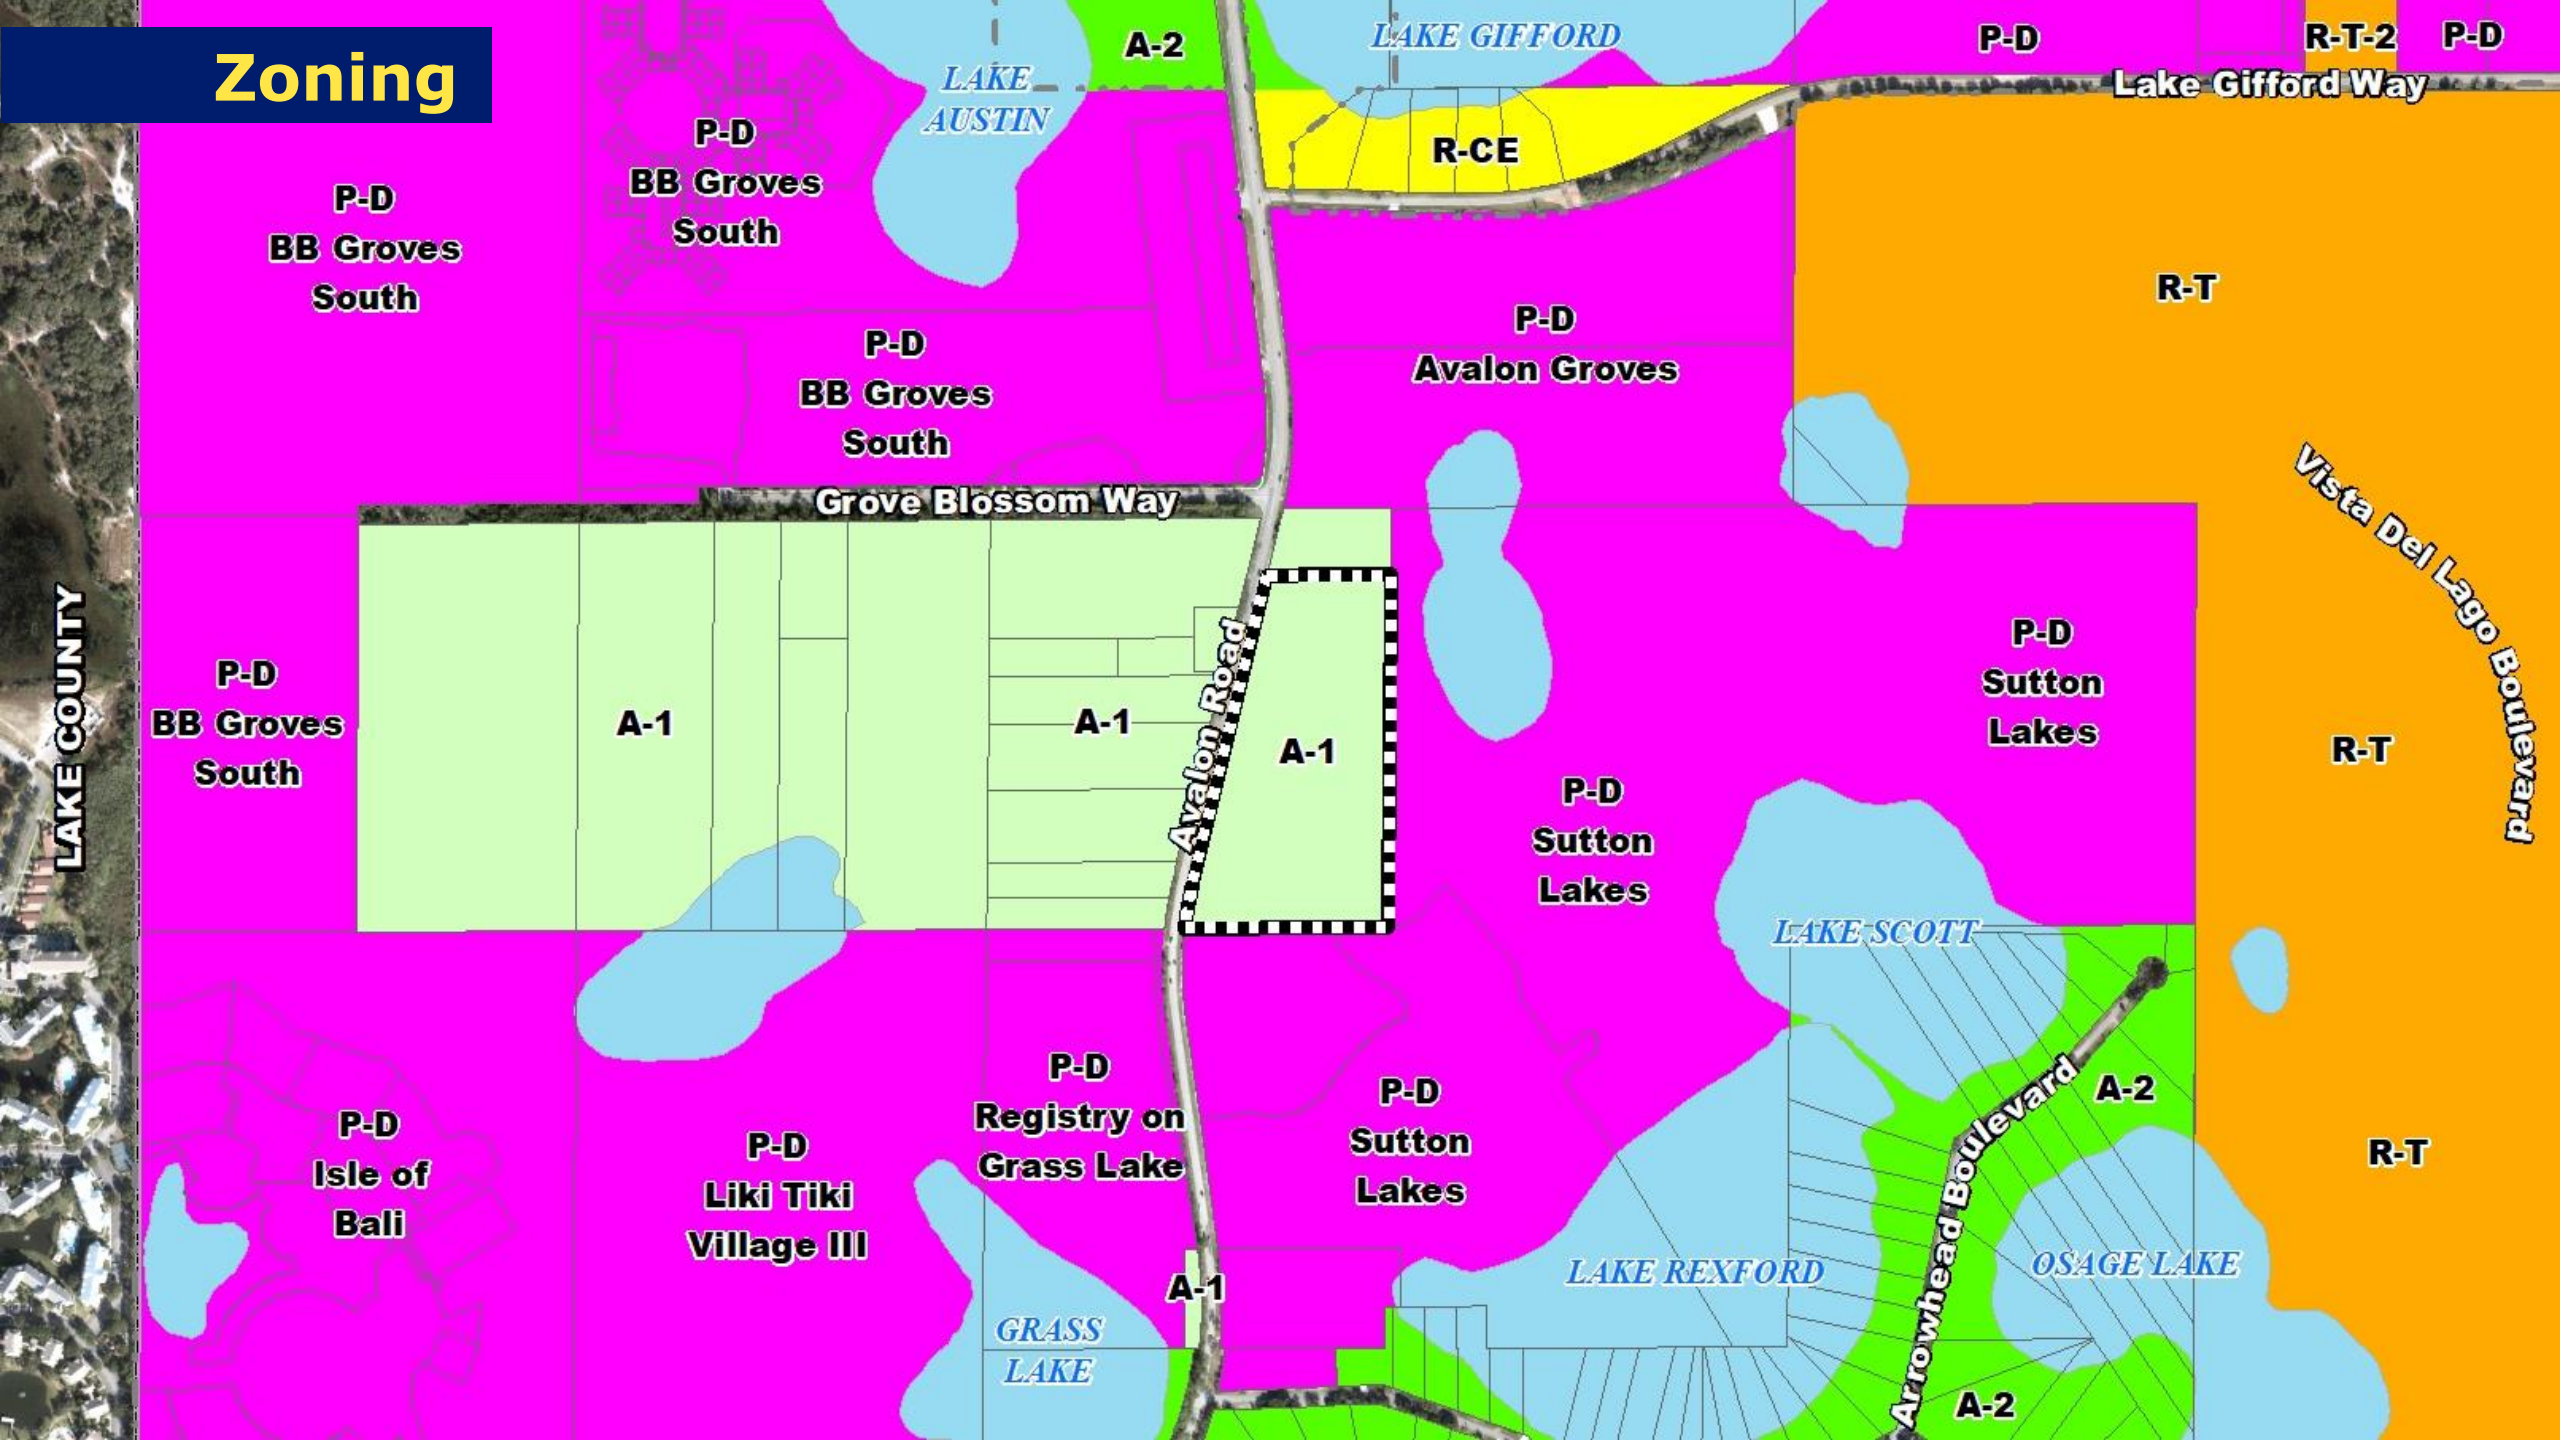 Zoning
A-2
LAKE GIFFORD
P-D
R-T-2
P-D
Lake Gifford Way
LAKE
AUSTIN
P-D
BB Groves
South
P-D
BB Groves
South
R-CE
R-T
P-D
Avalon Groves
P-D
BB Groves
South
Grove Blossom Way
Vista Del Lago Boulevard
LAKE COUNTY
P-D
BB Groves
South
A-1
A-1
Avalon Road
A-1
P-D
Sutton
Lakes
P-D
Sutton
Lakes
R-T
LAKE SCOTT
P-D
Isle of
Bali
P-D
Liki Tiki
Village III
P-D
Registry on
Grass Lake
P-D
Sutton
Lakes
A-2
Arrowhead Boulevard
R-T
A-1
LAKE REXFORD
OSAGE LAKE
GRASS
LAKE
A-2